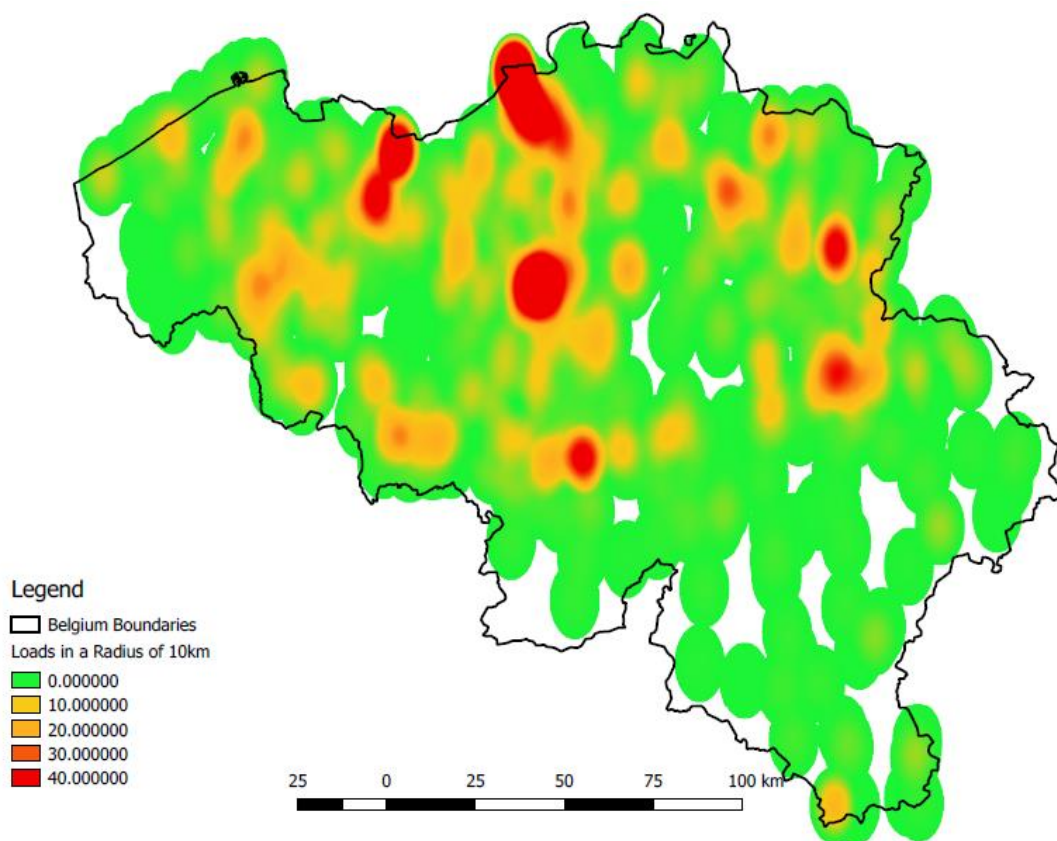 Legend
Belgium Boundaries
Loads in a Radius of 10km
0.000000
10.000000
20.000000
30.000000
40.000000
25 0 25 50 75 100 km